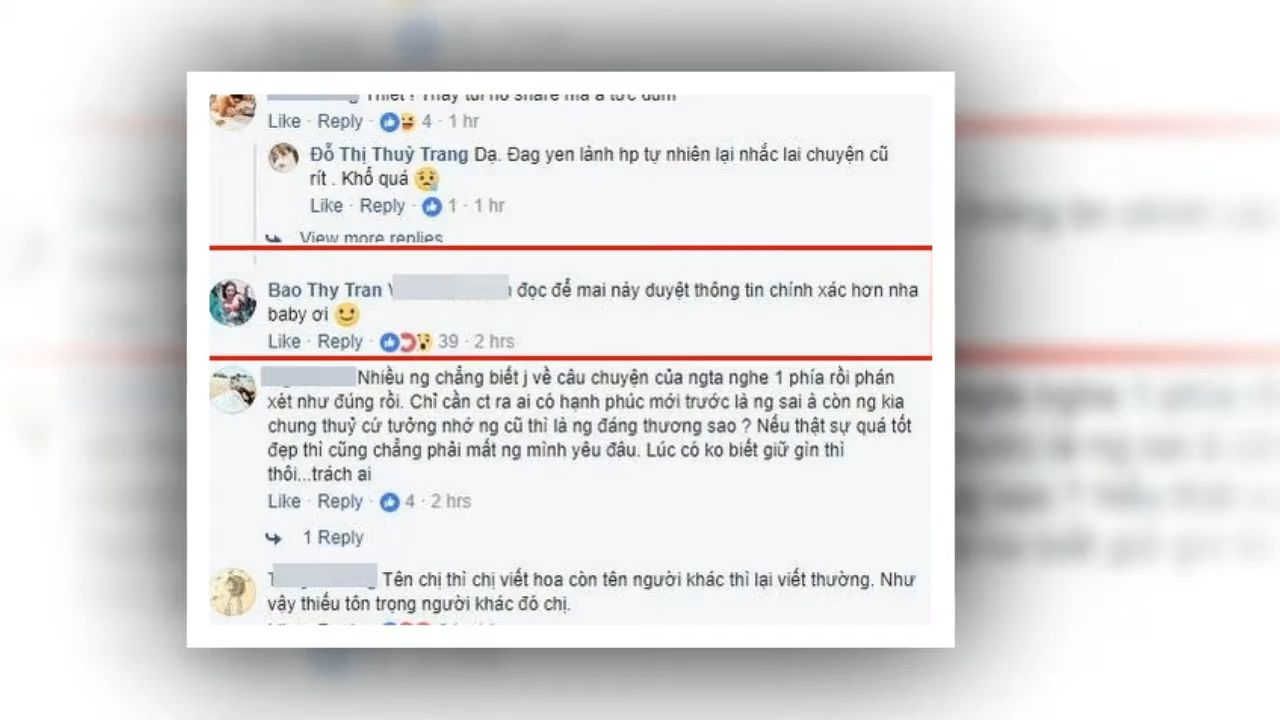 Thiet ! Thấy tui nó share mà a tức dùm
Like · Reply · 4 · 1 hr
Đỗ Thị Thuỳ Trang Dạ. Đag yen lành hp tự nhiên lại nhắc lai chuyện cũ
rít . Khổ quá
Like · Reply · 1 · 1 hr
View more replies
Bao Thy Tran đọc để mai này duyệt thông tin chính xác hơn nha
baby ơi
Like · Reply · 39 · 2 hrs
Nhiều ng chẳng biết j về câu chuyện của ngta nghe 1 phía rồi phán
xét như đúng rồi. Chỉ cần ct ra ai có hạnh phúc mới trước là ng sai à còn ng kia
chung thuỷ cứ tưởng nhớ ng cũ thì là ng đáng thương sao ? Nếu thật sự quá tốt
đẹp thì cũng chẳng phải mất ng mình yêu đâu. Lúc có ko biết giữ gìn thì
thôi...trách ai
Like · Reply · 4 · 2 hrs
1 Reply
Tên chị thì chị viết hoa còn tên người khác thì lại viết thường. Như
vậy thiếu tôn trọng người khác đó chị.